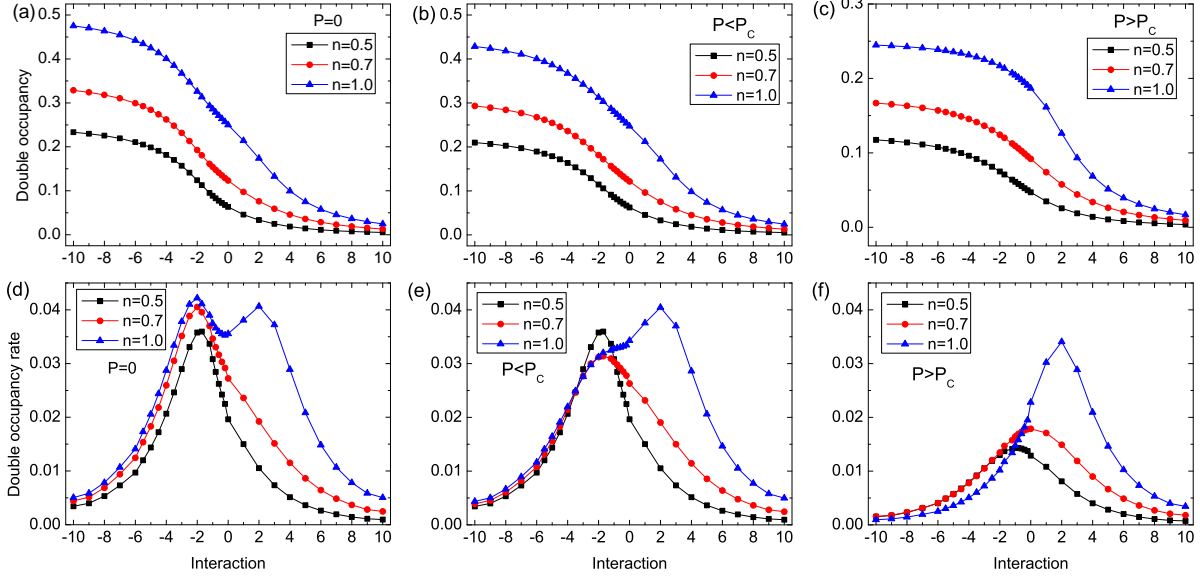 (a)
P=0
n=0.5
n=0.7
n=1.0
Double occupancy
0.5
0.4
0.3
0.2
0.1
0.0
-10 -8 -6 -4 -2 0 2 4 6 8 10
(b)
P<P_C
n=0.5
n=0.7
n=1.0
0.5
0.4
0.3
0.2
0.1
0.0
-10 -8 -6 -4 -2 0 2 4 6 8 10
(c)
P>P_C
n=0.5
n=0.7
n=1.0
0.3
0.2
0.1
0.0
-10 -8 -6 -4 -2 0 2 4 6 8 10
(d)
n=0.5
n=0.7
n=1.0
P=0
Double occupancy rate
0.04
0.03
0.02
0.01
0.00
-10 -8 -6 -4 -2 0 2 4 6 8 10
Interaction
(e)
n=0.5
n=0.7
n=1.0
P<P_C
0.04
0.03
0.02
0.01
0.00
-10 -8 -6 -4 -2 0 2 4 6 8 10
Interaction
(f)
n=0.5
n=0.7
n=1.0
P>P_C
0.04
0.03
0.02
0.01
0.00
-10 -8 -6 -4 -2 0 2 4 6 8 10
Interaction